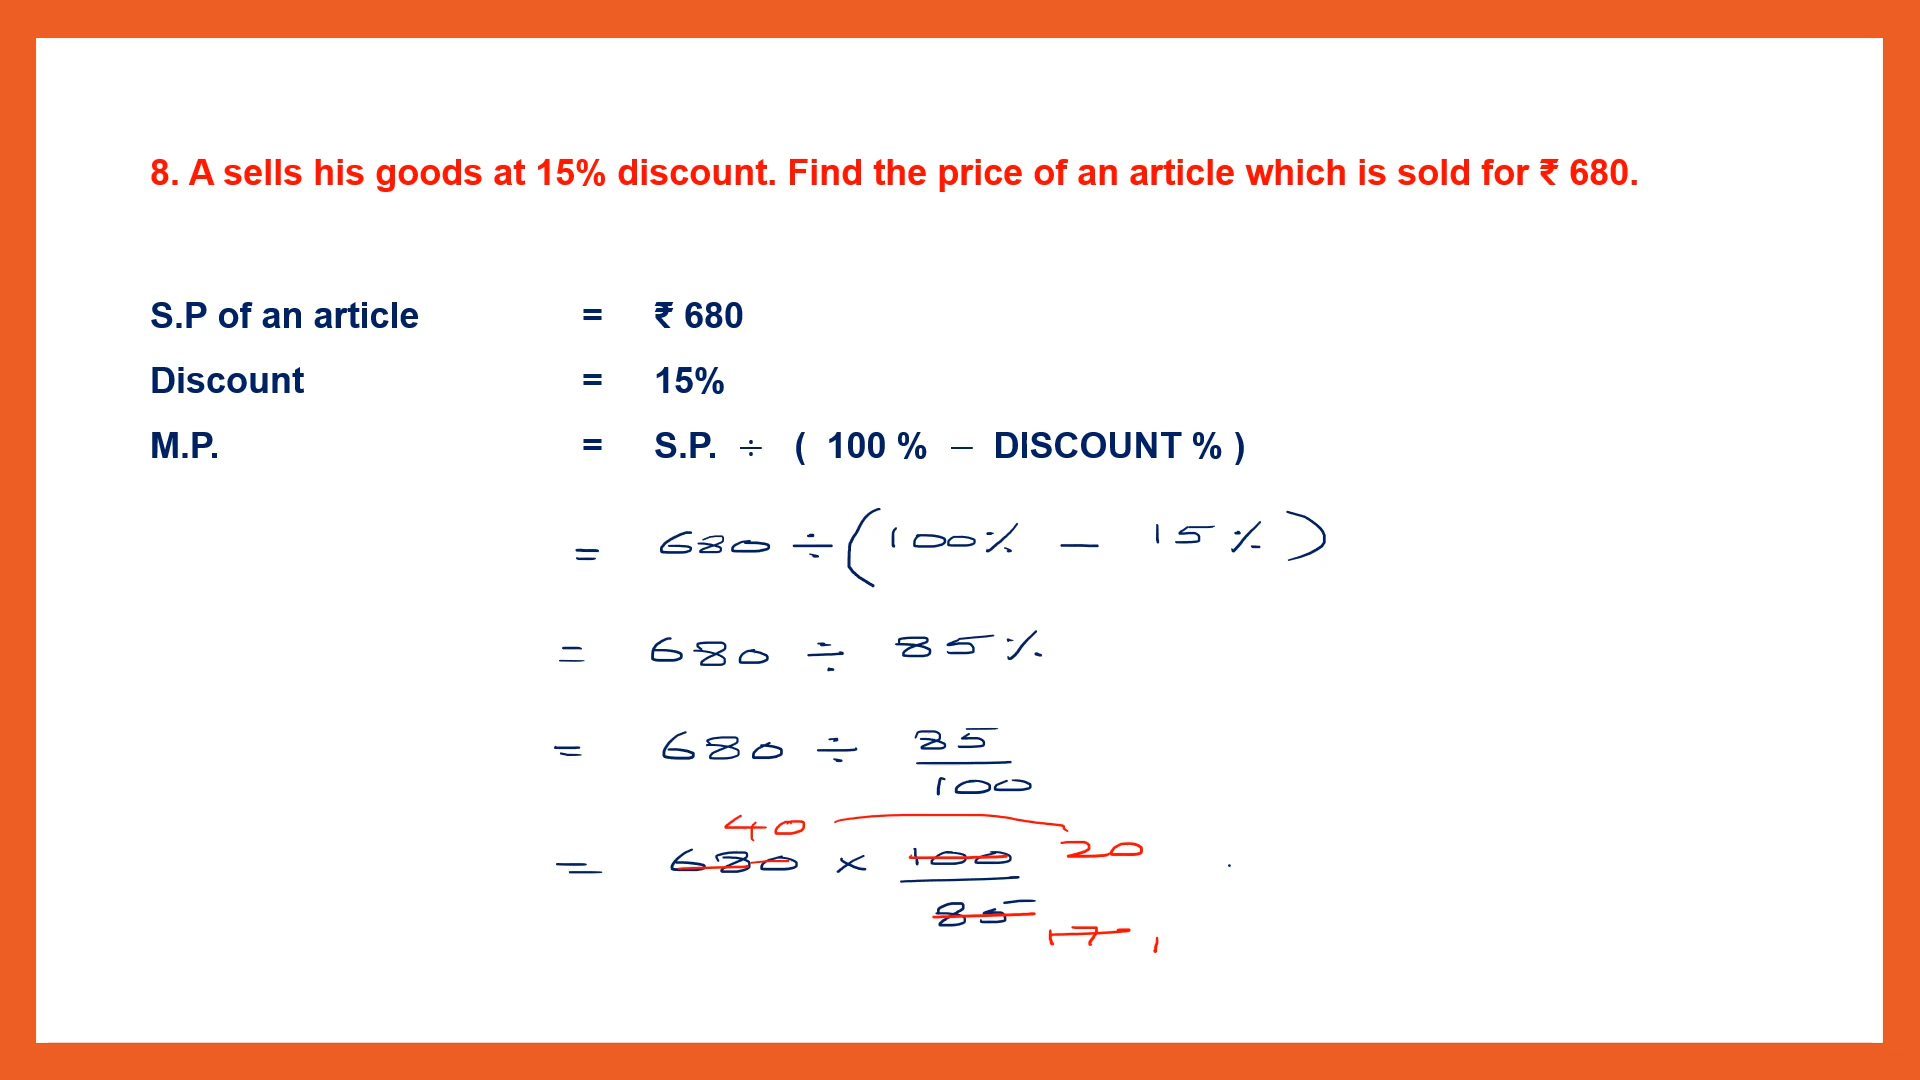 8. A sells his goods at 15% discount. Find the price of an article which is sold for ₹ 680.
S.P of an article = ₹ 680
Discount = 15%
M.P. = S.P. ÷ ( 100 % − DISCOUNT % )
= 680 ÷ (100% − 15%)
= 680 ÷ 85%
= 680 ÷ 85
100
40
= 680 × 100 20
85
17 1